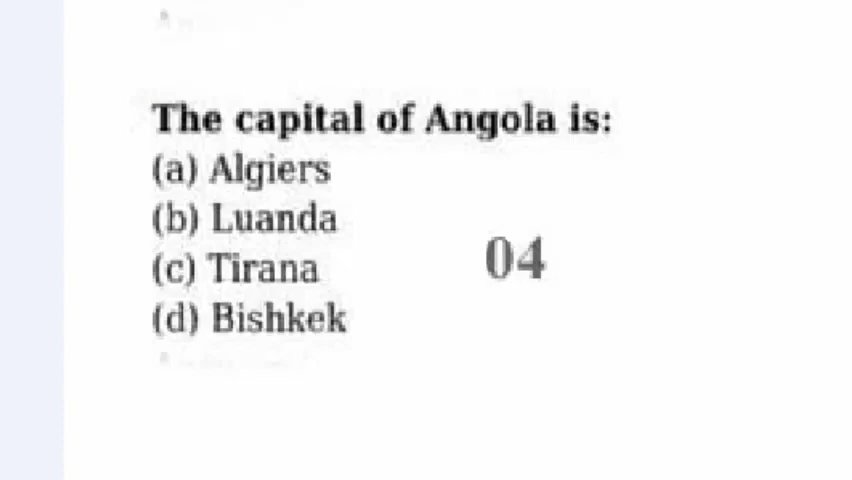 The capital of Angola is:
(a) Algiers
(b) Luanda
(c) Tirana
04
(d) Bishkek